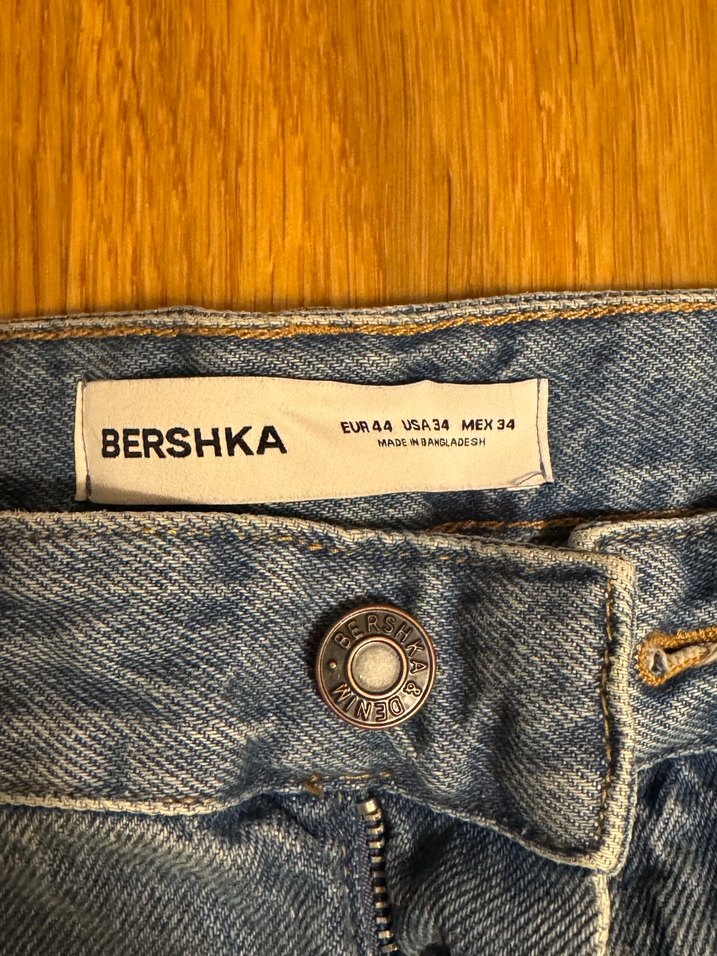 BERSHKA
EUR 44 USA 34 MEX 34
MADE IN BANGLADESH
BERSHKA & DENIM